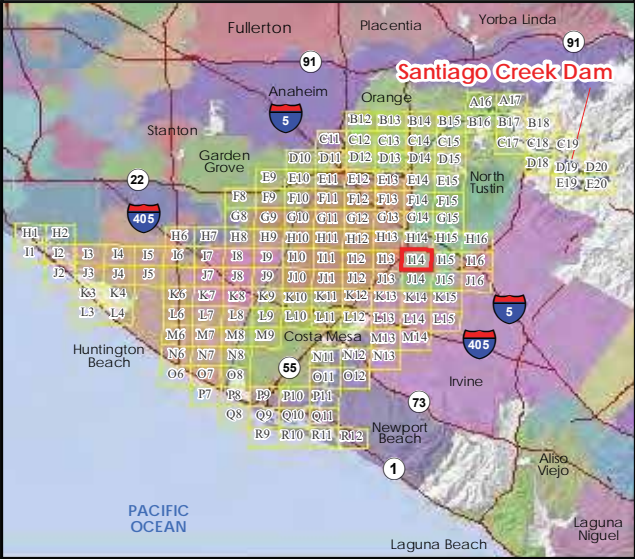 Fullerton
Placentia
Yorba Linda
91
91
Santiago Creek Dam
Anaheim
Orange
A16 A17
5
B12 B13 B14 B15 B16 B17 B18
Stanton
C11 C12 C13 C14 C15 C17 C18 C19
Garden
Grove
D10 D11 D12 D13 D14 D15 D18 D19 D20
E9 E10 E11 E12 E13 E14 E15 E19 E20
North
Tustin
22
F8 F9 F10 F11 F12 F13 F14 F15
405
G8 G9 G10 G11 G12 G13 G14 G15
H1 H2 H6 H7 H8 H9 H10 H11 H12 H13 H14 H15 H16
I1 I2 I3 I4 I5 I6 I7 I8 I9 I10 I11 I12 I13 I14 I15 I16
J2 J3 J4 J5 J7 J8 J9 J10 J11 J12 J13 J14 J15 J16
K3 K4 K6 K7 K8 K9 K10 K11 K12 K13 K14 K15
5
L3 L4 L6 L7 L8 L9 L10 L11 L12 L13 L14 L15
M6 M7 M8 M9 Costa Mesa M13 M14
405
Huntington
Beach
N6 N7 N8 N11 N12 N13
55
O6 O7 O8 O11 O12
Irvine
P7 P8 P9 P10 P11
73
Q8 Q9 Q10 Q11
Newport
Beach
R9 R10 R11 R12
Aliso
Viejo
1
PACIFIC
OCEAN
Laguna
Niguel
Laguna Beach